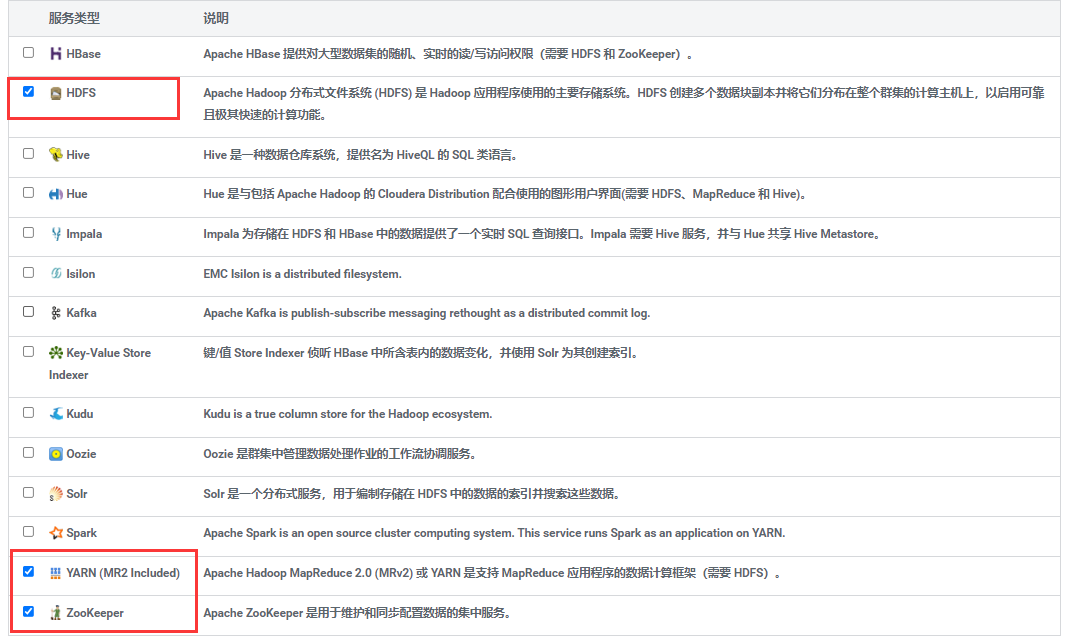 服务类型 说明
HBase Apache HBase 提供对大型数据集的随机、实时的读/写访问权限（需要 HDFS 和 ZooKeeper）。
HDFS Apache Hadoop 分布式文件系统 (HDFS) 是 Hadoop 应用程序使用的主要存储系统。HDFS 创建多个数据块副本并将它们分布在整个群集的计算主机上，以启用可靠
且极其快速的计算功能。
Hive Hive 是一种数据仓库系统，提供名为 HiveQL 的 SQL 类语言。
Hue Hue 是与包括 Apache Hadoop 的 Cloudera Distribution 配合使用的图形用户界面(需要 HDFS、MapReduce 和 Hive)。
Impala Impala 为存储在 HDFS 和 HBase 中的数据提供了一个实时 SQL 查询接口。Impala 需要 Hive 服务，并与 Hue 共享 Hive Metastore。
Isilon EMC Isilon is a distributed filesystem.
Kafka Apache Kafka is publish-subscribe messaging rethought as a distributed commit log.
Key-Value Store 键/值 Store Indexer 侦听 HBase 中所含表内的数据变化，并使用 Solr 为其创建索引。
Indexer
Kudu Kudu is a true column store for the Hadoop ecosystem.
Oozie Oozie 是群集中管理数据处理作业的工作流协调服务。
Solr Solr 是一个分布式服务，用于编制存储在 HDFS 中的数据的索引并搜索这些数据。
Spark Apache Spark is an open source cluster computing system. This service runs Spark as an application on YARN.
YARN (MR2 Included) Apache Hadoop MapReduce 2.0 (MRv2) 或 YARN 是支持 MapReduce 应用程序的数据计算框架（需要 HDFS）。
ZooKeeper Apache ZooKeeper 是用于维护和同步配置数据的集中服务。